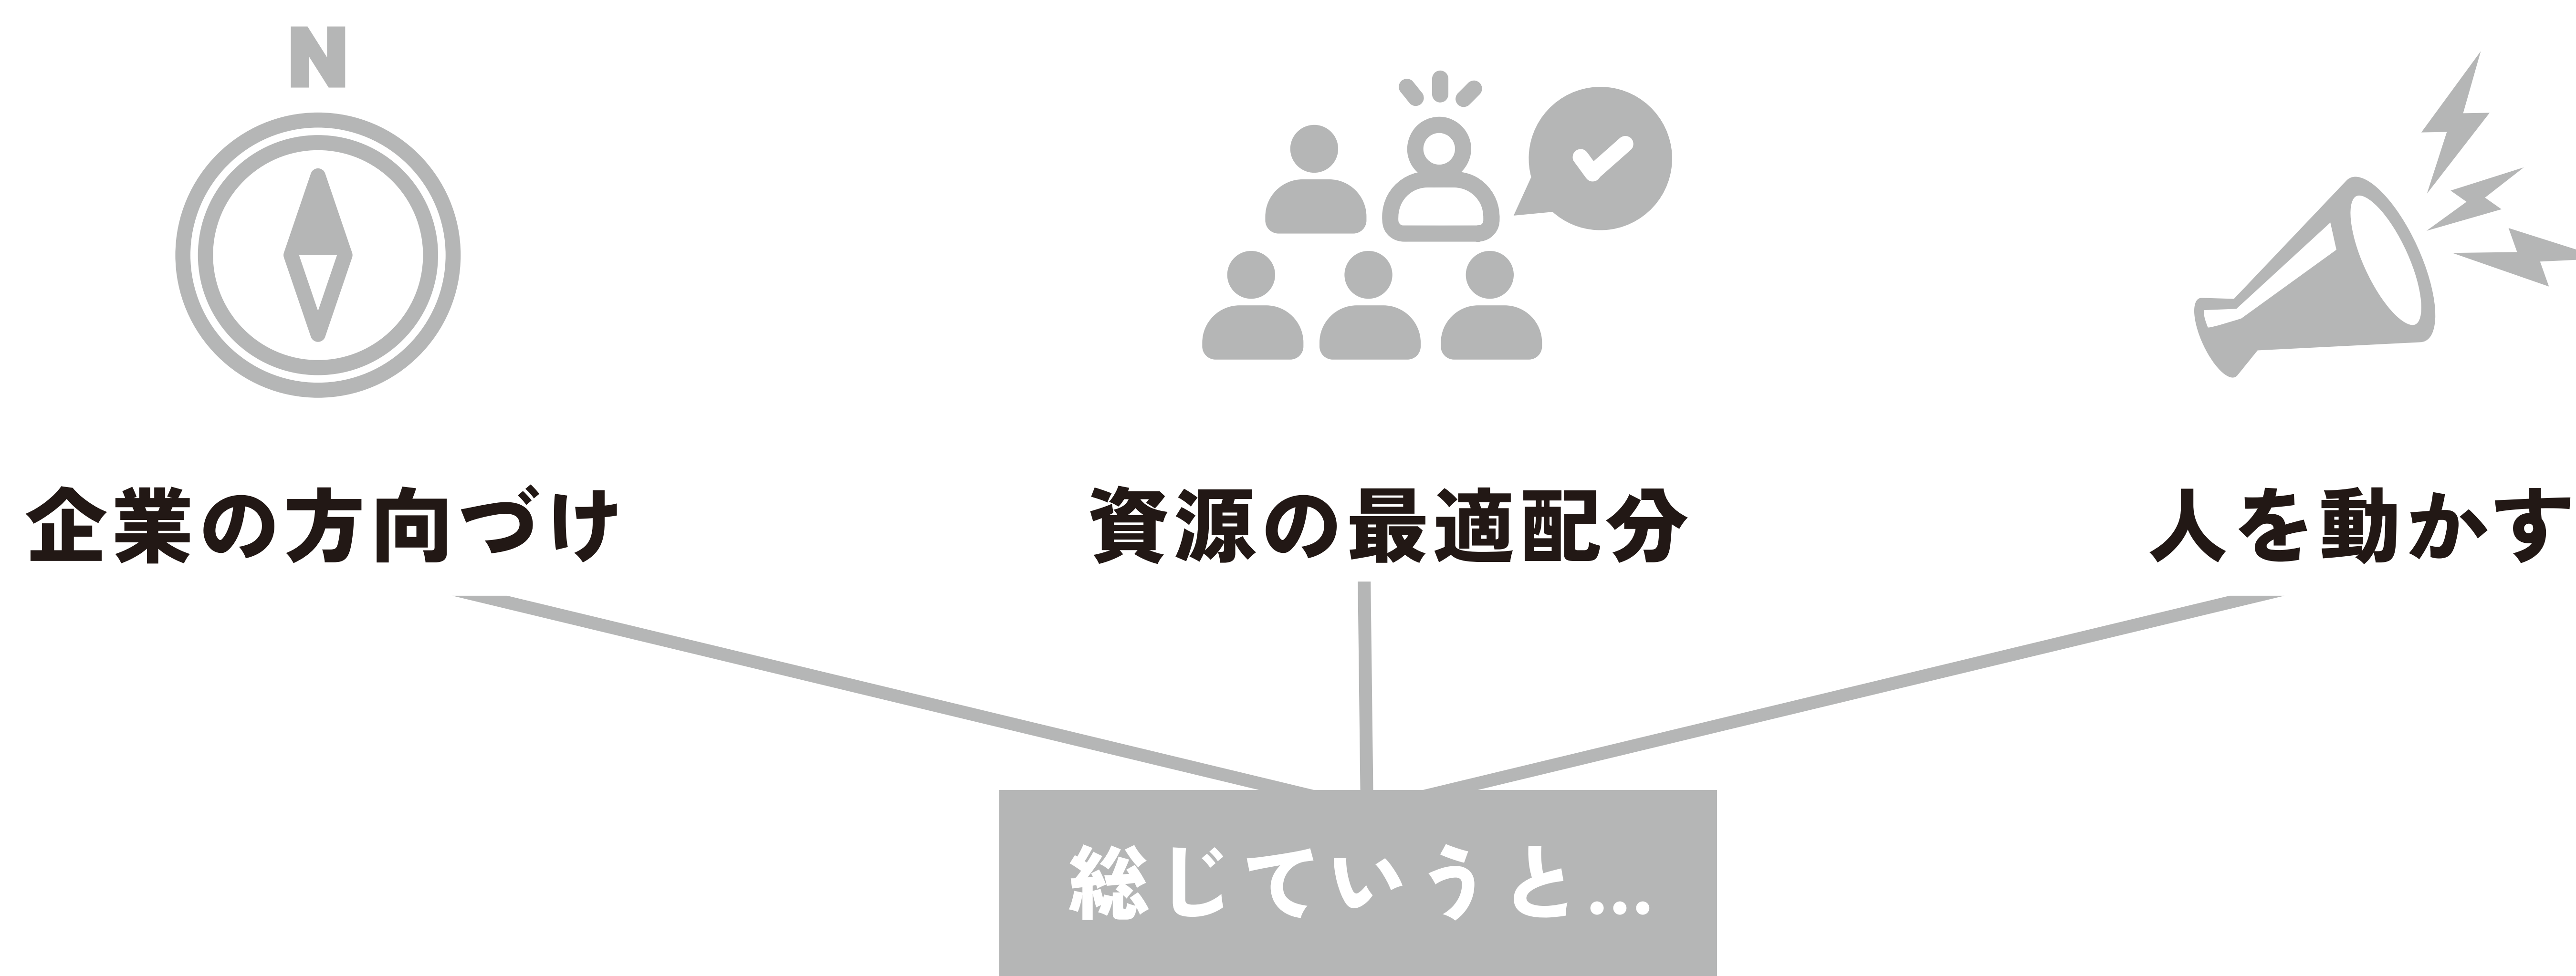 N
企業の方向づけ
資源の最適配分
人を動かす
総じていうと…